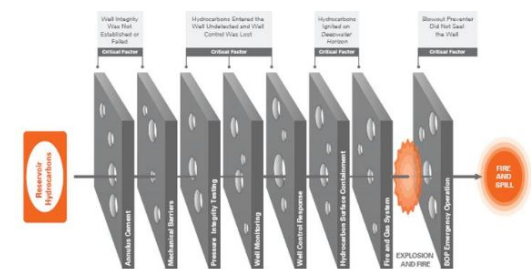 Well Integrity
Was Not
Established or
Failed
Critical Factor
Hydrocarbons Entered the
Well Undetected and Well
Control Was Lost
Critical Factor
Hydrocarbons
Ignited on
Deepwater
Horizon
Critical Factor
Blowout Preventer
Did Not Seal
the Well
Critical Factor
Reservoir
Hydrocarbons
Annulus Cement
Mechanical Barriers
Pressure Integrity Testing
Well Monitoring
Well Control Response
Hydrocarbon Surface Containment
Fire and Gas System
EXPLOSION
AND FIRE
BOP Emergency Operation
FIRE
AND
SPILL